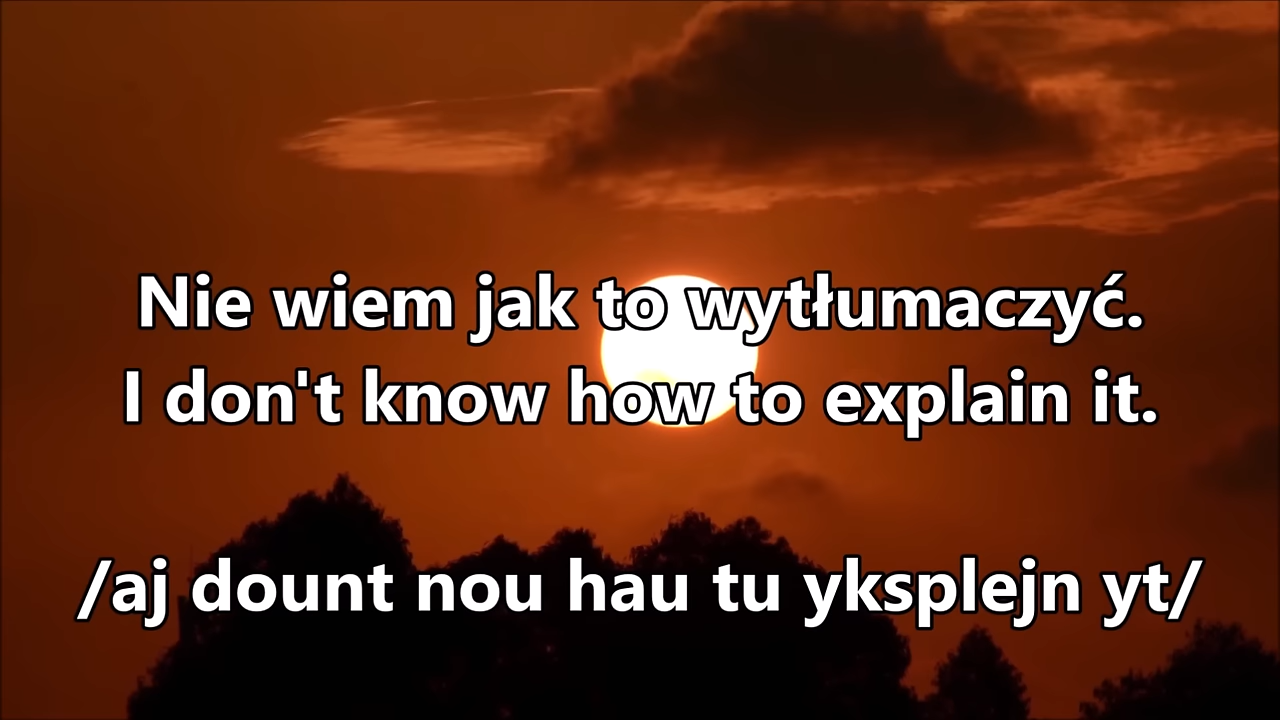 Nie wiem jak to wytłumaczyć.
I don't know how to explain it.
/aj dount nou hau tu yksplejn yt/